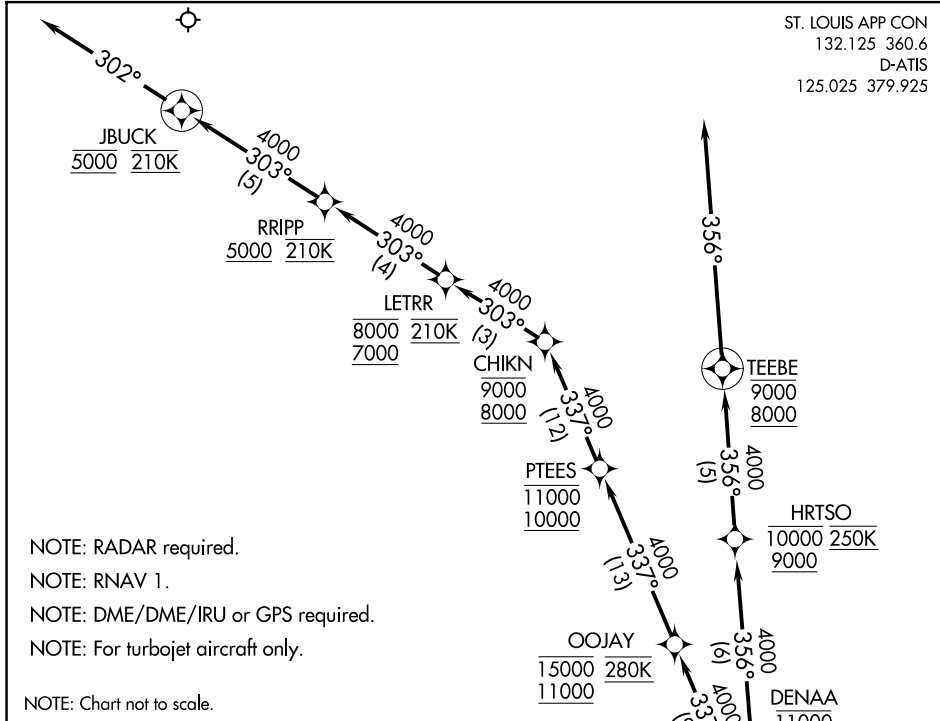 ST. LOUIS APP CON
132.125 360.6
D-ATIS
125.025 379.925
302°
JBUCK
5000 210K
4000
303°
(5)
RRIPP
5000 210K
4000
303°
(4)
LETRR
8000 210K
7000
4000
303°
(3)
CHIKN
9000
8000
4000
337°
(12)
PTEES
11000
10000
4000
337°
(13)
OOJAY
15000 280K
11000
4000
356°
TEEBE
9000
8000
4000
356°
(5)
HRTSO
10000 250K
9000
4000
356°
(6)
DENAA
11000
NOTE: RADAR required.
NOTE: RNAV 1.
NOTE: DME/DME/IRU or GPS required.
NOTE: For turbojet aircraft only.
NOTE: Chart not to scale.